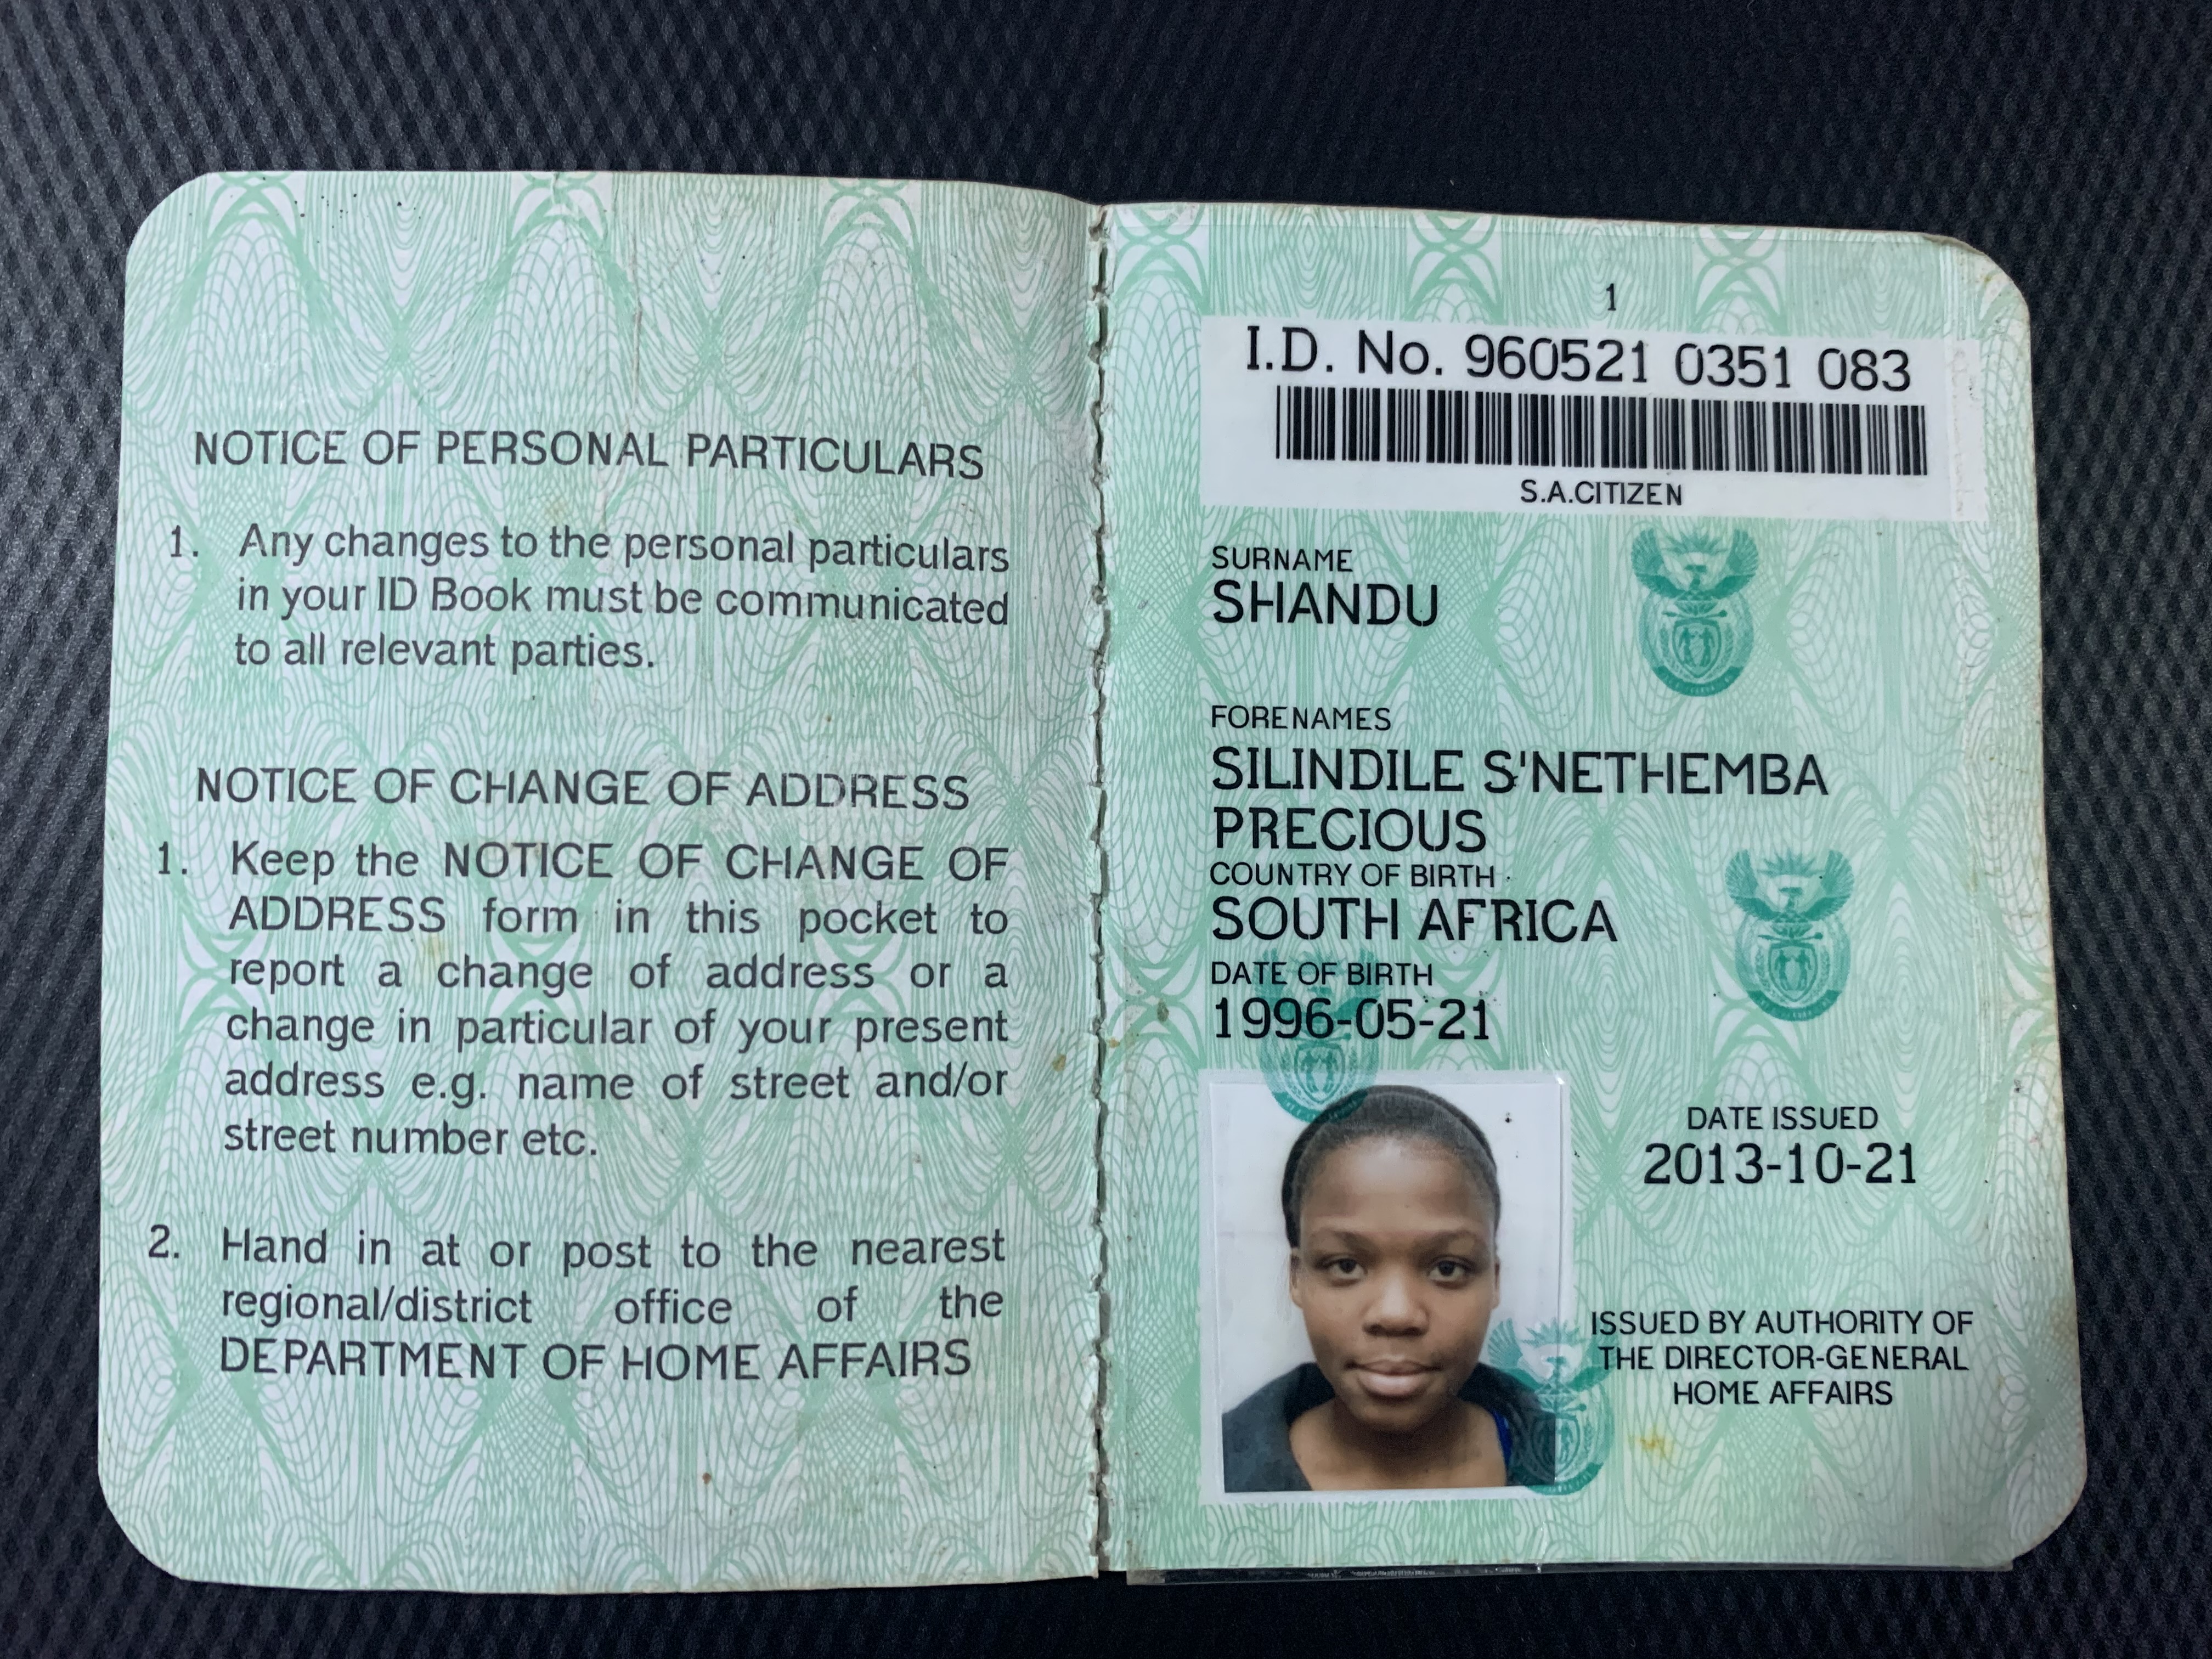 NOTICE OF PERSONAL PARTICULARS
1. Any changes to the personal particulars
in your ID Book must be communicated
to all relevant parties.
NOTICE OF CHANGE OF ADDRESS
1. Keep the NOTICE OF CHANGE OF
ADDRESS form in this pocket to
report a change of address or a
change in particular of your present
address e.g. name of street and/or
street number etc.
2. Hand in at or post to the nearest
regional/district office of the
DEPARTMENT OF HOME AFFAIRS
1
I.D. No. 960521 0351 083
S.A.CITIZEN
SURNAME
SHANDU
FORENAMES
SILINDILE S'NETHEMBA
PRECIOUS
COUNTRY OF BIRTH
SOUTH AFRICA
DATE OF BIRTH
1996-05-21
DATE ISSUED
2013-10-21
ISSUED BY AUTHORITY OF
THE DIRECTOR-GENERAL
HOME AFFAIRS